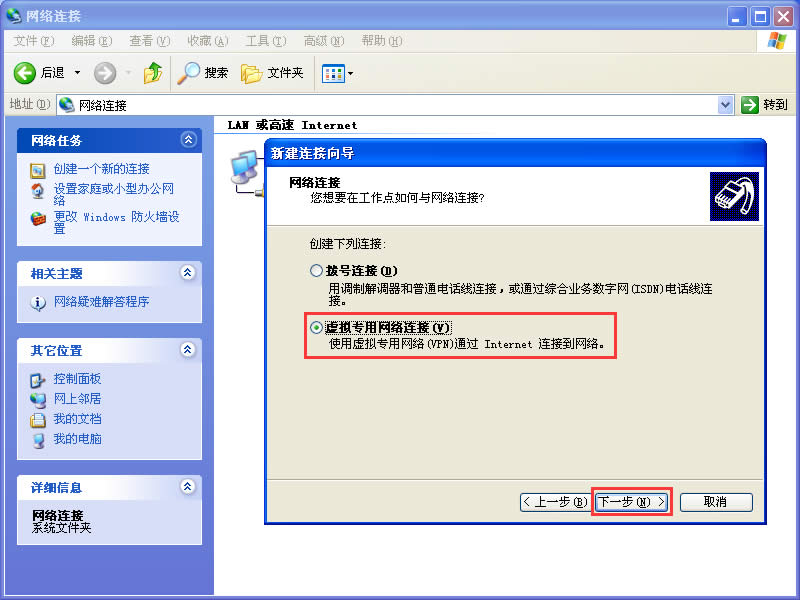 网络连接
文件(F) 编辑(E) 查看(V) 收藏(A) 工具(T) 高级(N) 帮助(H)
后退 搜索 文件夹
地址(D) 网络连接 转到
网络任务
创建一个新的连接
设置家庭或小型办公网
络
更改 Windows 防火墙设
置
相关主题
网络疑难解答程序
其它位置
控制面板
网上邻居
我的文档
我的电脑
详细信息
网络连接
系统文件夹
LAN 或高速 Internet
新建连接向导
网络连接
您想要在工作点如何与网络连接?
创建下列连接:
拨号连接(D)
用调制解调器和普通电话线连接，或通过综合业务数字网(ISDN)电话线连
接。
虚拟专用网络连接(V)
使用虚拟专用网络(VPN)通过 Internet 连接到网络。
< 上一步(B) 下一步(N) > 取消